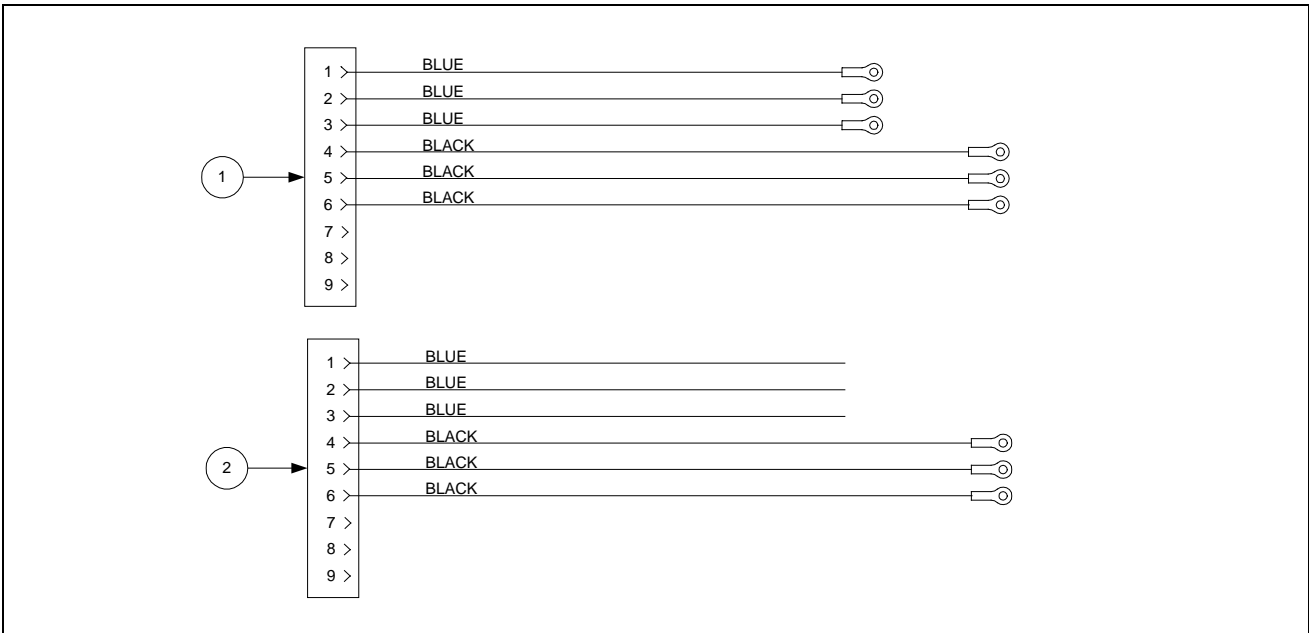 1 BLUE
2 BLUE
3 BLUE
4 BLACK
1
5 BLACK
6 BLACK
7
8
9
1 BLUE
2 BLUE
3 BLUE
4 BLACK
2
5 BLACK
6 BLACK
7
8
9